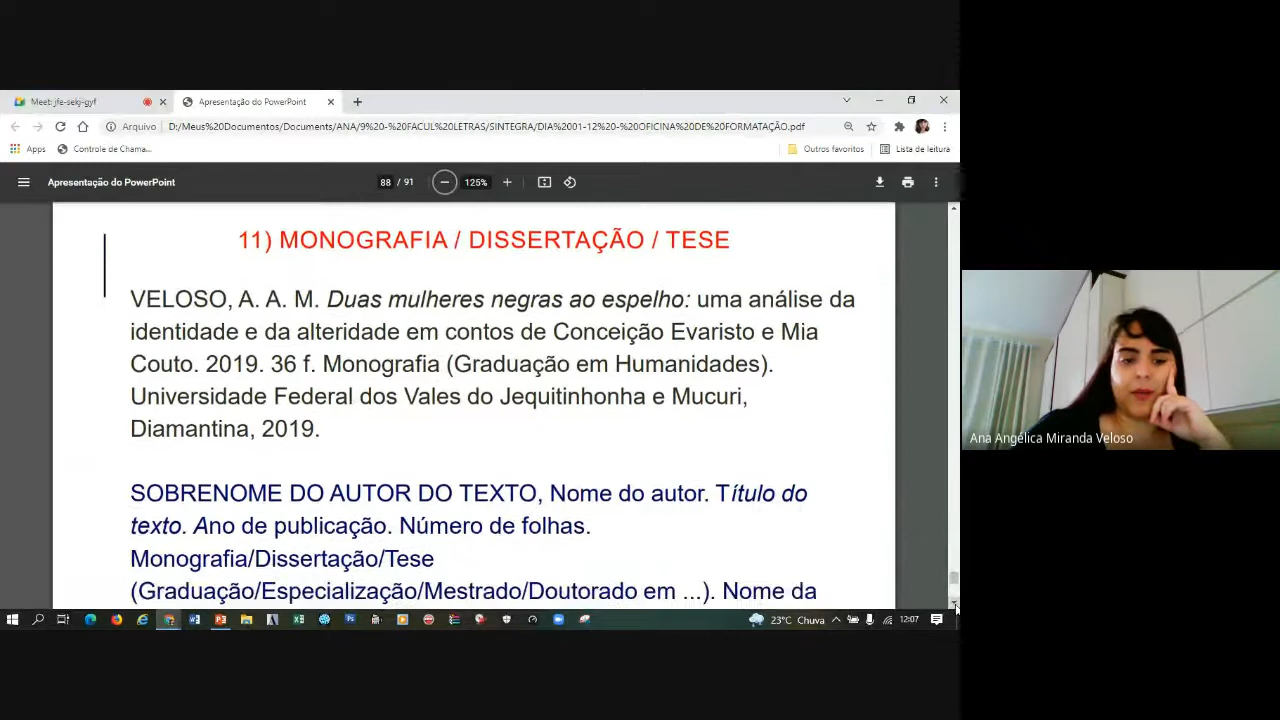 Meet: jfe-sekj-gyf
Apresentação do PowerPoint
Arquivo
D:/Meus%20Documentos/Documents/ANA/9%20-%20FACUL%20LETRAS/SINTEGRA/DIA%2001-12%20-%20OFICINA%20DE%20FORMATAÇÃO.pdf
Apps
Controle de Chama...
Outros favoritos
Lista de leitura
Apresentação do PowerPoint
88 / 91
125%
11) MONOGRAFIA / DISSERTAÇÃO / TESE
VELOSO, A. A. M. Duas mulheres negras ao espelho: uma análise da
identidade e da alteridade em contos de Conceição Evaristo e Mia
Couto. 2019. 36 f. Monografia (Graduação em Humanidades).
Universidade Federal dos Vales do Jequitinhonha e Mucuri,
Diamantina, 2019.
SOBRENOME DO AUTOR DO TEXTO, Nome do autor. Título do
texto. Ano de publicação. Número de folhas.
Monografia/Dissertação/Tese
(Graduação/Especialização/Mestrado/Doutorado em ...). Nome da
Ana Angélica Miranda Veloso
23°C Chuva
12:07